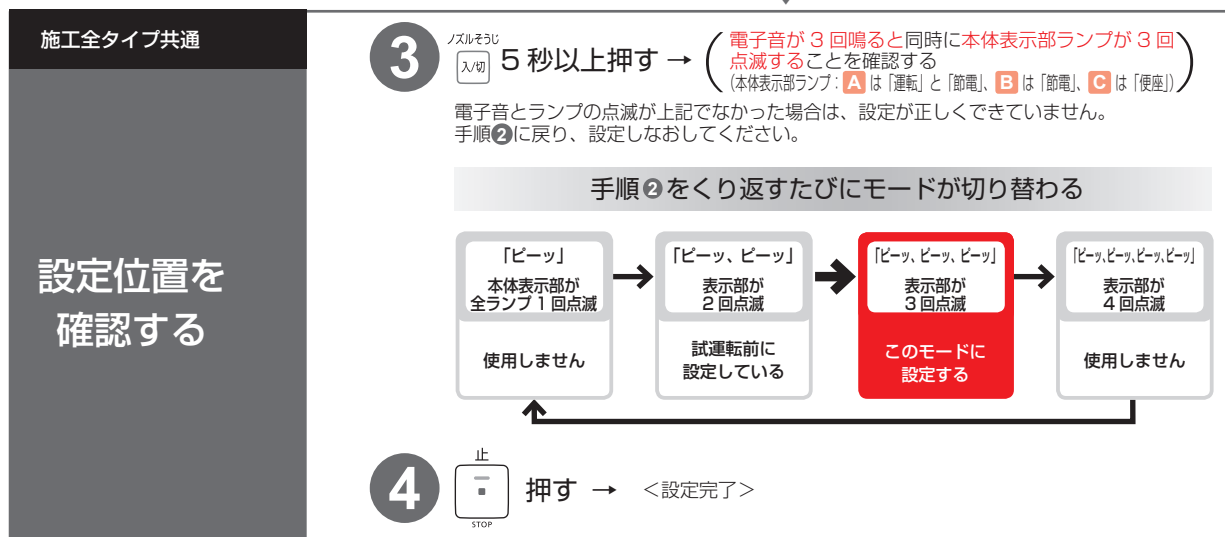 施工全タイプ共通
設定位置を
確認する
3
ノズルそうじ
入/切
5 秒以上押す →
電子音が 3 回鳴ると同時に本体表示部ランプが 3 回
点滅することを確認する
(本体表示部ランプ：A は「運転」と「節電」、B は「節電」、C は「便座」)
電子音とランプの点滅が上記でなかった場合は、設定が正しくできていません。
手順❷に戻り、設定しなおしてください。
手順❷をくり返すたびにモードが切り替わる
「ピーッ」
本体表示部が
全ランプ 1 回点滅
使用しません
「ピーッ、ピーッ」
表示部が
2 回点滅
試運転前に
設定している
「ピーッ、ピーッ、ピーッ」
表示部が
3 回点滅
このモードに
設定する
「ピーッ、ピーッ、ピーッ、ピーッ」
表示部が
4 回点滅
使用しません
4
止
STOP
押す → ＜設定完了＞